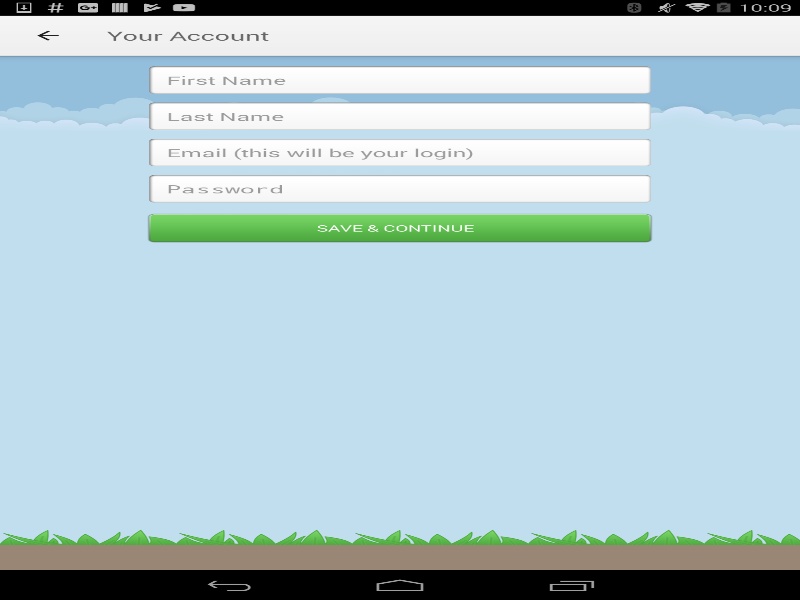 10:09
Your Account
First Name
Last Name
Email (this will be your login)
Password
SAVE & CONTINUE